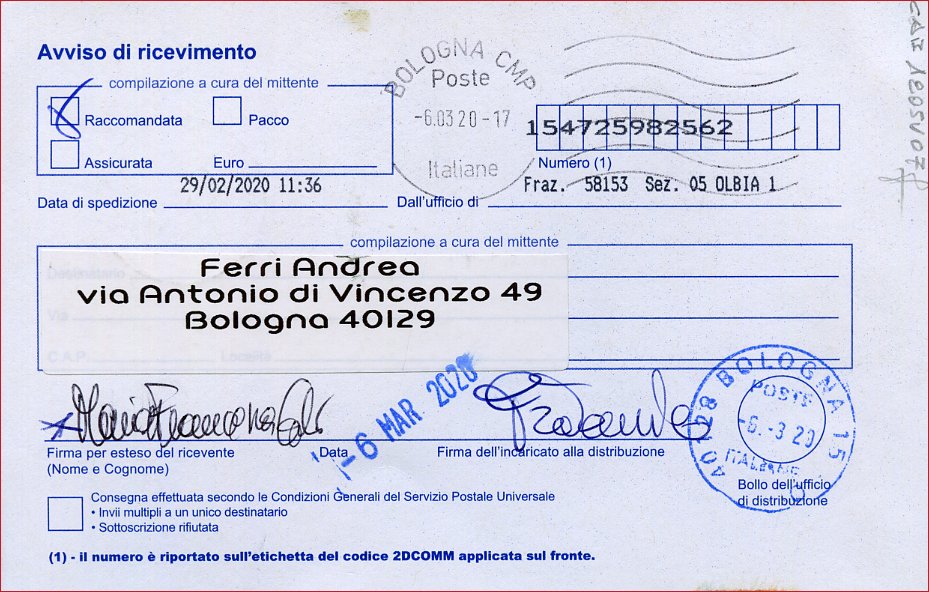 Avviso di ricevimento
compilazione a cura del mittente
Raccomandata
Pacco
Assicurata
Euro
BOLOGNA CMP
Poste
-6.03 20-17
Italiane
154725982562
Numero (1)
29/02/2020 11:36
Fraz. 58153 Sez. 05 OLBIA 1
Data di spedizione
Dall'ufficio di
compilazione a cura del mittente
Destinatario
Ferri Andrea
via Antonio di Vincenzo 49
Via
Bologna 40129
C.A.P.
Località
-6 MAR 2020
40128 BOLOGNA 15
POSTE
-6.-3 20
ITALIANE
Firma per esteso del ricevente
(Nome e Cognome)
Data
Firma dell'incaricato alla distribuzione
Bollo dell'ufficio
di distribuzione
Consegna effettuata secondo le Condizioni Generali del Servizio Postale Universale
• Invii multipli a un unico destinatario
• Sottoscrizione rifiutata
(1) - il numero è riportato sull'etichetta del codice 2DCOMM applicata sul fronte.